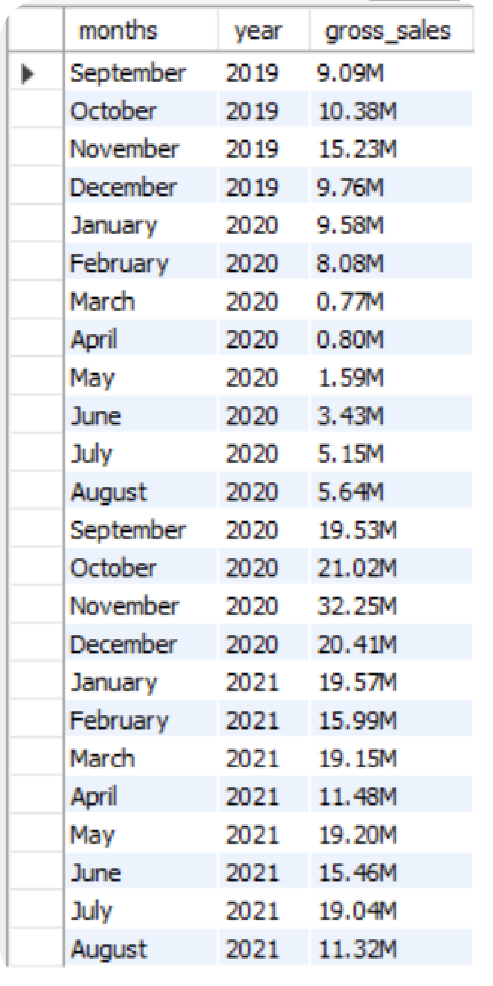 months year gross_sales
September 2019 9.09M
October 2019 10.38M
November 2019 15.23M
December 2019 9.76M
January 2020 9.58M
February 2020 8.08M
March 2020 0.77M
April 2020 0.80M
May 2020 1.59M
June 2020 3.43M
July 2020 5.15M
August 2020 5.64M
September 2020 19.53M
October 2020 21.02M
November 2020 32.25M
December 2020 20.41M
January 2021 19.57M
February 2021 15.99M
March 2021 19.15M
April 2021 11.48M
May 2021 19.20M
June 2021 15.46M
July 2021 19.04M
August 2021 11.32M